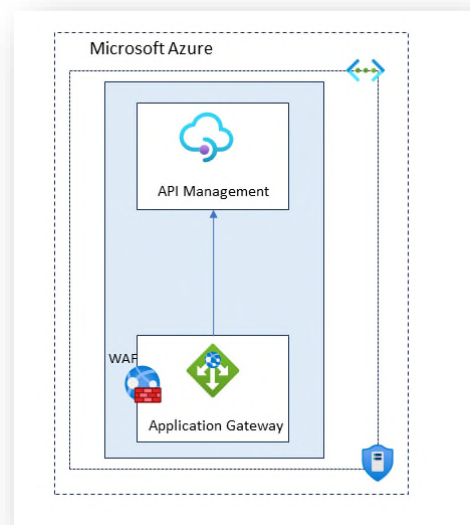 Microsoft Azure
API Management
WAF
Application Gateway